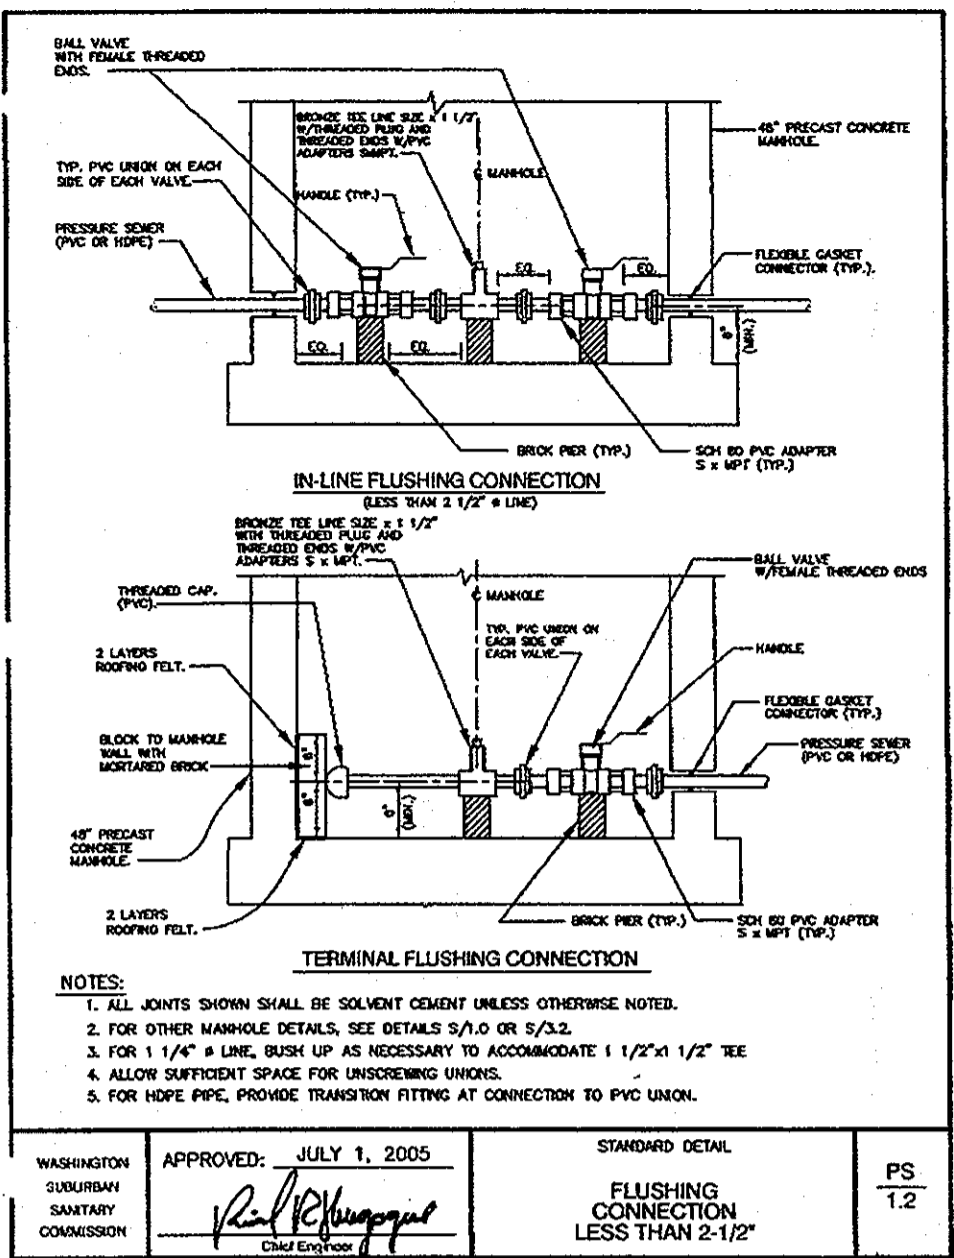 BALL VALVE
WITH FEMALE THREADED
ENDS.
BRONZE TEE LINE SIZE x 1 1/2"
W/THREADED PLUG AND
THREADED ENDS W/PVC
ADAPTERS SxMPT.
48" PRECAST CONCRETE
MANHOLE.
TYP. PVC UNION ON EACH
SIDE OF EACH VALVE.
℄ MANHOLE
HANDLE (TYP.)
PRESSURE SEWER
(PVC OR HDPE)
FLEXIBLE GASKET
CONNECTOR (TYP.).
EQ.
EQ.
EQ.
EQ.
6"
(MIN.)
BRICK PIER (TYP.)
SCH 80 PVC ADAPTER
S x MPT (TYP.)
IN-LINE FLUSHING CONNECTION
(LESS THAN 2 1/2" ø LINE)
BRONZE TEE LINE SIZE x 1 1/2"
WITH THREADED PLUG AND
THREADED ENDS W/PVC
ADAPTERS S x MPT.
BALL VALVE
W/FEMALE THREADED ENDS
THREADED CAP.
(PVC).
℄ MANHOLE
TYP. PVC UNION ON
EACH SIDE OF
EACH VALVE.
HANDLE
2 LAYERS
ROOFING FELT.
FLEXIBLE GASKET
CONNECTOR (TYP.)
BLOCK TO MANHOLE
WALL WITH
MORTARED BRICK
PRESSURE SEWER
(PVC OR HDPE)
6"
6"
6"
(MIN.)
48" PRECAST
CONCRETE
MANHOLE.
2 LAYERS
ROOFING FELT.
BRICK PIER (TYP.)
SCH 80 PVC ADAPTER
S x MPT (TYP.)
TERMINAL FLUSHING CONNECTION
NOTES:
1. ALL JOINTS SHOWN SHALL BE SOLVENT CEMENT UNLESS OTHERWISE NOTED.
2. FOR OTHER MANHOLE DETAILS, SEE DETAILS S/1.0 OR S/3.2.
3. FOR 1 1/4" ø LINE, BUSH UP AS NECESSARY TO ACCOMMODATE 1 1/2"x1 1/2" TEE
4. ALLOW SUFFICIENT SPACE FOR UNSCREWING UNIONS.
5. FOR HDPE PIPE, PROVIDE TRANSITION FITTING AT CONNECTION TO PVC UNION.
WASHINGTON
SUBURBAN
SANITARY
COMMISSION
APPROVED: JULY 1, 2005
Chief Engineer
STANDARD DETAIL
FLUSHING
CONNECTION
LESS THAN 2-1/2"
PS
1.2